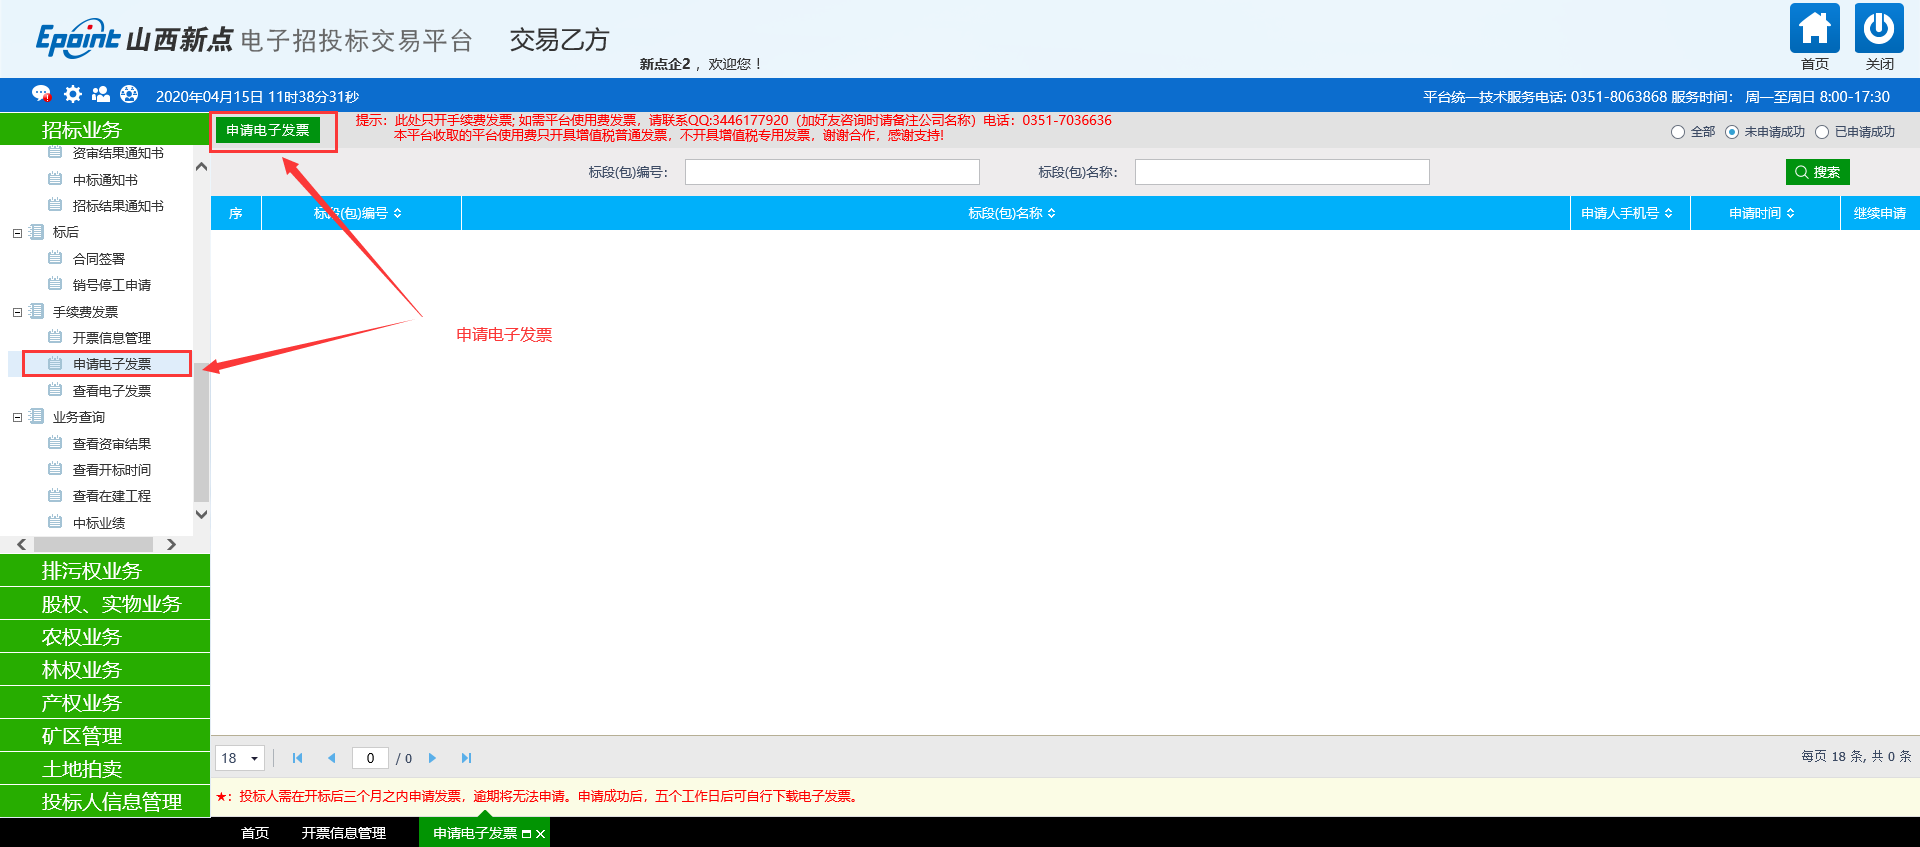 Epoint 山西新点 电子招投标交易平台 交易乙方
新点企2 ，欢迎您！
首页 关闭
2020年04月15日 11时38分31秒
平台统一技术服务电话: 0351-8063868 服务时间： 周一至周日 8:00-17:30
招标业务
资审结果通知书
中标通知书
招标结果通知书
标后
合同签署
销号停工申请
手续费发票
开票信息管理
申请电子发票
查看电子发票
业务查询
查看资审结果
查看开标时间
查看在建工程
中标业绩
排污权业务
股权、实物业务
农权业务
林权业务
产权业务
矿区管理
土地拍卖
投标人信息管理
申请电子发票
提示：此处只开手续费发票; 如需平台使用费发票，请联系QQ:3446177920（加好友咨询时请备注公司名称）电话：0351-7036636
本平台收取的平台使用费只开具增值税普通发票，不开具增值税专用发票，谢谢合作，感谢支持!
全部 未申请成功 已申请成功
标段(包)编号： 标段(包)名称： 搜索
序 标段(包)编号 标段(包)名称 申请人手机号 申请时间 继续申请
申请电子发票
18 0 / 0 每页 18 条, 共 0 条
★：投标人需在开标后三个月之内申请发票，逾期将无法申请。申请成功后，五个工作日后可自行下载电子发票。
首页 开票信息管理 申请电子发票